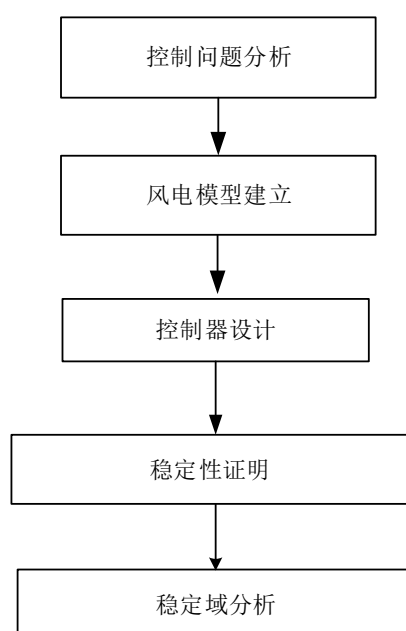 控制问题分析
风电模型建立
控制器设计
稳定性证明
稳定域分析